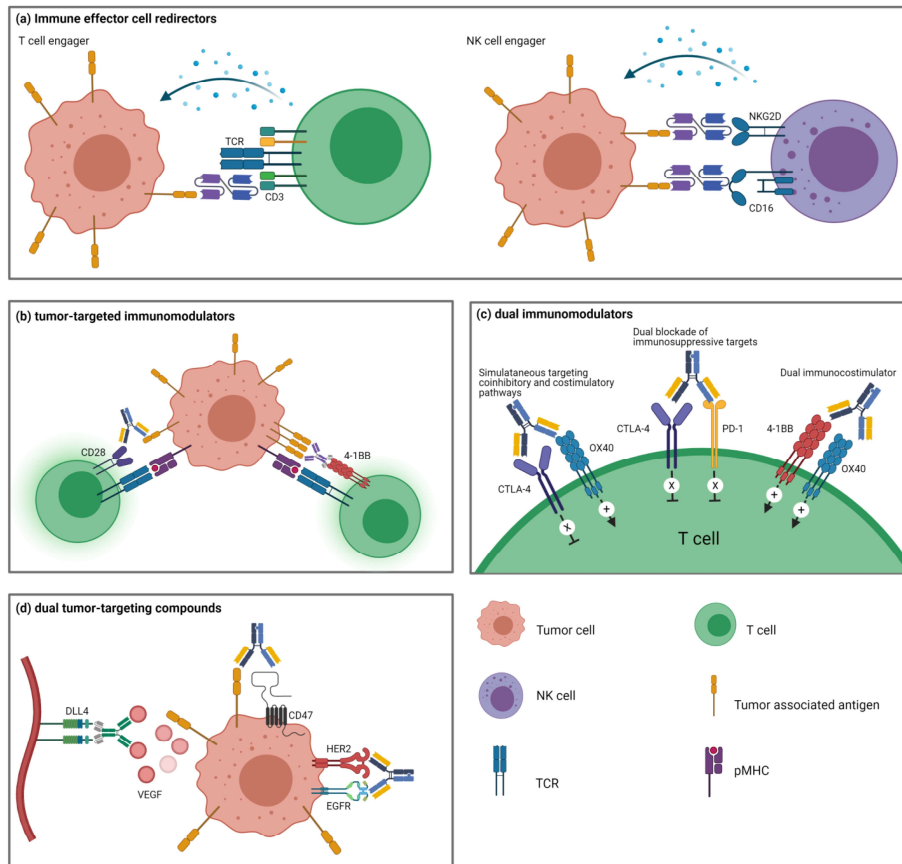 (a) Immune effector cell redirectors
T cell engager
TCR
CD3
NK cell engager
NKG2D
CD16
(b) tumor-targeted immunomodulators
CD28
4-1BB
(c) dual immunomodulators
Dual blockade of
immunosuppressive targets
Simulataneous targeting
coinhibitory and costimulatory
pathways
Dual immunocostimulator
CTLA-4
PD-1
4-1BB
OX40
OX40
CTLA-4
X
+
X
X
+
+
T cell
(d) dual tumor-targeting compounds
DLL4
VEGF
CD47
HER2
EGFR
Tumor cell
T cell
NK cell
Tumor associated antigen
TCR
pMHC